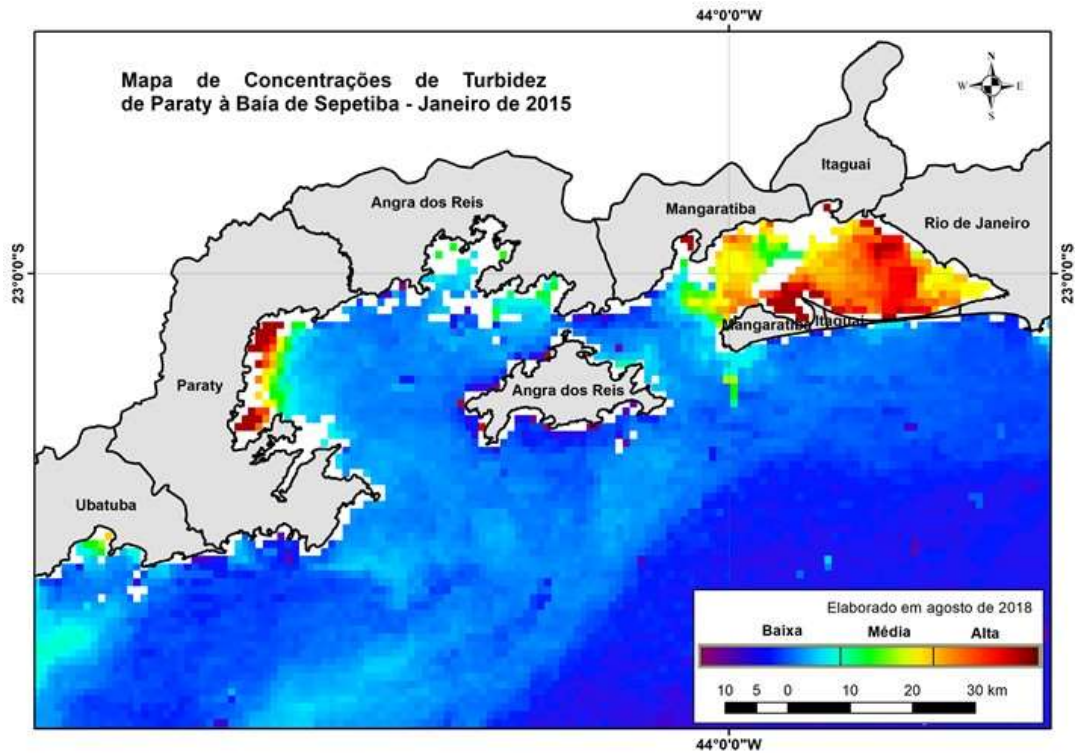 44°0'0"W
Mapa de Concentrações de Turbidez
de Paraty à Baía de Sepetiba - Janeiro de 2015
N
W E
S
Itaguai
Angra dos Reis
Mangaratiba
Rio de Janeiro
23°0'0"S
23°0'0"S
Mangaratiba
Itaguai
Paraty
Angra dos Reis
Ubatuba
Elaborado em agosto de 2018
Baixa Média Alta
10 5 0 10 20 30 km
44°0'0"W